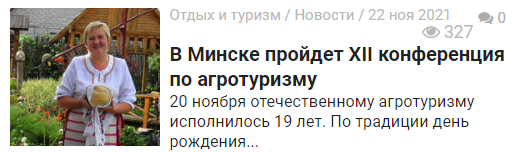 Отдых и туризм / Новости / 22 ноя 2021
0
327
В Минске пройдет XII конференция
по агротуризму
20 ноября отечественному агротуризму
исполнилось 19 лет. По традиции день
рождения...